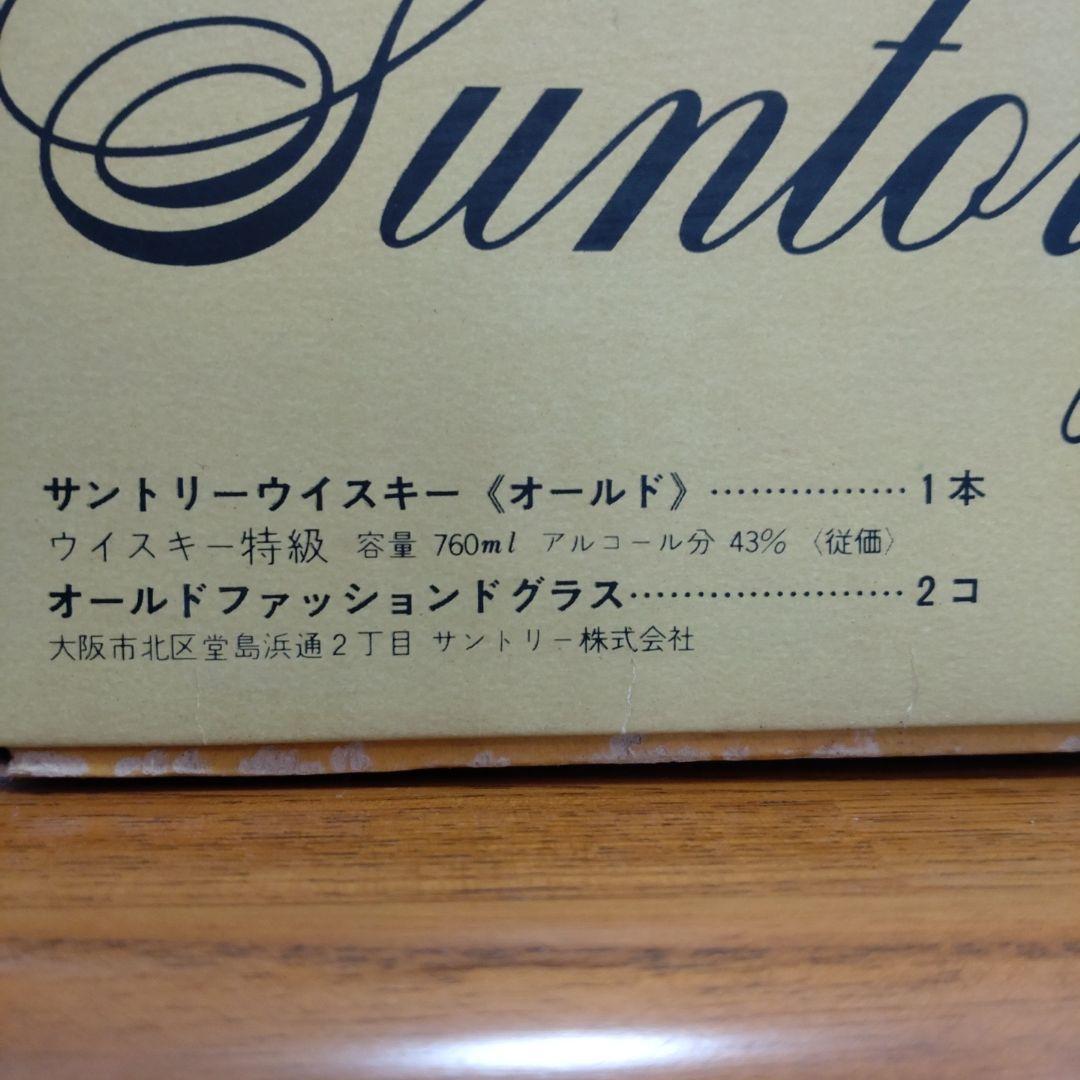 Suntory
サントリーウイスキー《オールド》……………1本
ウイスキー特級 容量 760ml アルコール分 43% 〈従価〉
オールドファッションドグラス…………………2コ
大阪市北区堂島浜通2丁目 サントリー株式会社